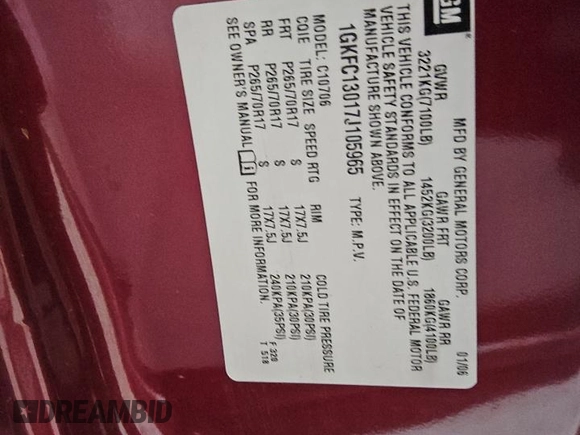 GM
MFD BY GENERAL MOTORS CORP. 01/06
GVWR GAWR FRT GAWR RR
3221KG(7100LB) 1452KG(3200LB) 1860KG(4100LB)
THIS VEHICLE CONFORMS TO ALL APPLICABLE U.S. FEDERAL MOTOR
VEHICLE SAFETY STANDARDS IN EFFECT ON THE DATE OF
MANUFACTURE SHOWN ABOVE.
1GKFC13017J105965 TYPE: M.P.V.
MODEL: C10706
TIRE SIZE SPEED RTG RIM COLD TIRE PRESSURE
FRT P265/70R17 S 17X7.5J 210KPA(30PSI)
RR P265/70R17 S 17X7.5J 210KPA(30PSI)
SPA P265/70R17 S 17X7.5J 240KPA(35PSI)
SEE OWNER'S MANUAL FOR MORE INFORMATION.
F 320
T 518
DREAMBID